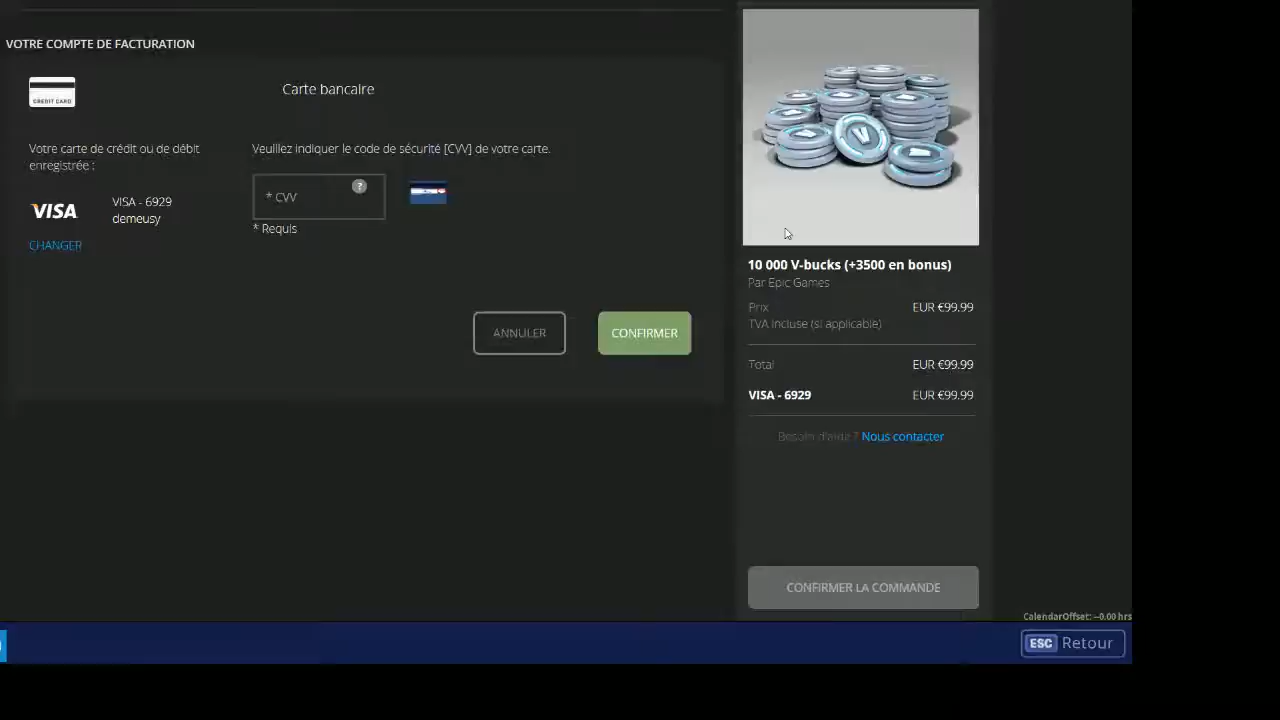 VOTRE COMPTE DE FACTURATION
CREDIT CARD
Carte bancaire
Votre carte de crédit ou de débit
enregistrée :
Veuillez indiquer le code de sécurité [CVV] de votre carte.
* CVV
?
* Requis
VISA
VISA - 6929
demeusy
CHANGER
ANNULER
CONFIRMER
10 000 V-bucks (+3500 en bonus)
Par Epic Games
Prix EUR €99.99
TVA incluse (si applicable)
Total EUR €99.99
VISA - 6929 EUR €99.99
Besoin d'aide ? Nous contacter
CONFIRMER LA COMMANDE
CalendarOffset: --0.00 hrs
ESC Retour